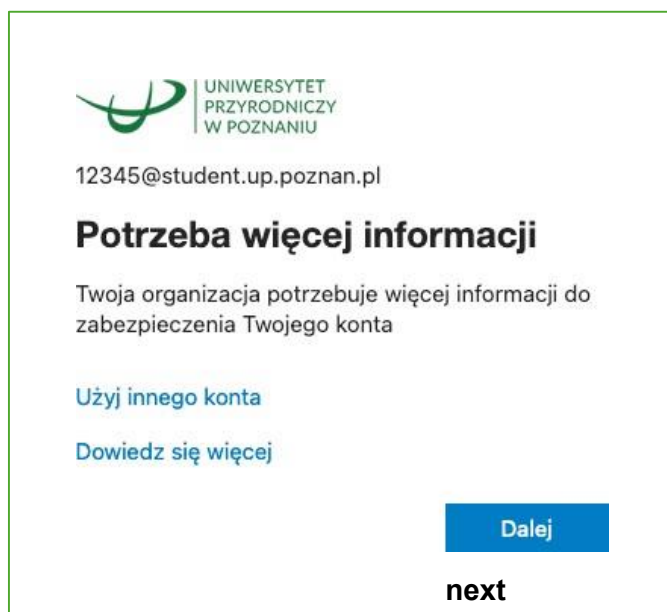 UNIWERSYTET
PRZYRODNICZY
W POZNANIU
12345@student.up.poznan.pl
Potrzeba więcej informacji
Twoja organizacja potrzebuje więcej informacji do
zabezpieczenia Twojego konta
Użyj innego konta
Dowiedz się więcej
Dalej
next